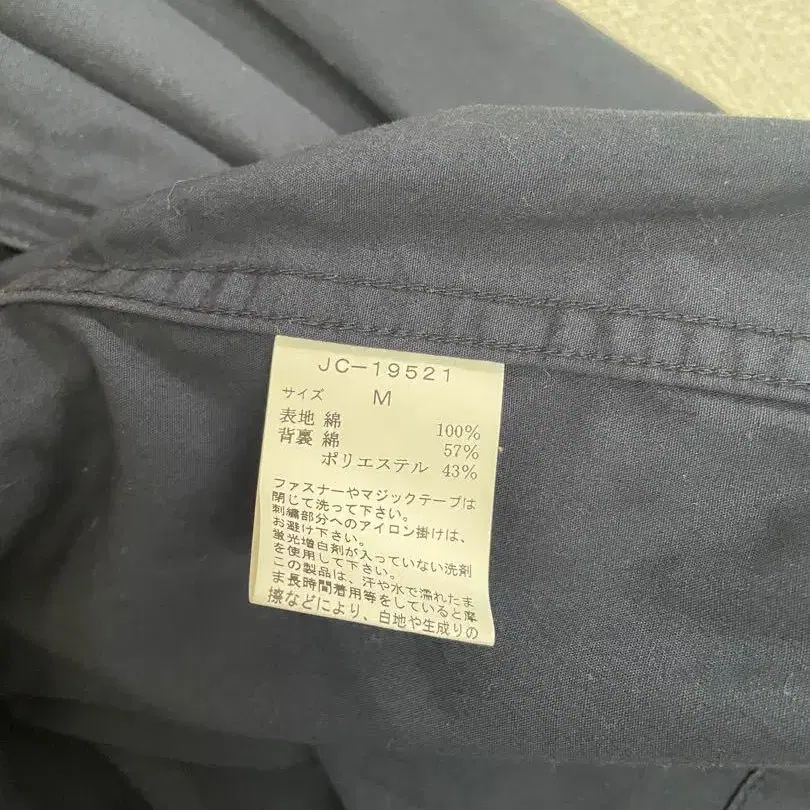 JC-19521
サイズ M
表地 綿 100%
背裏 綿 57%
ポリエステル 43%
ファスナーやマジックテープは
閉じて洗って下さい。
刺繍部分へのアイロン掛けは、
お避け下さい。
蛍光増白剤が入っていない洗剤
を使用して下さい。
この製品は、汗や水で濡れたま
ま長時間着用等をしていると摩
擦などにより、白地や生成りの